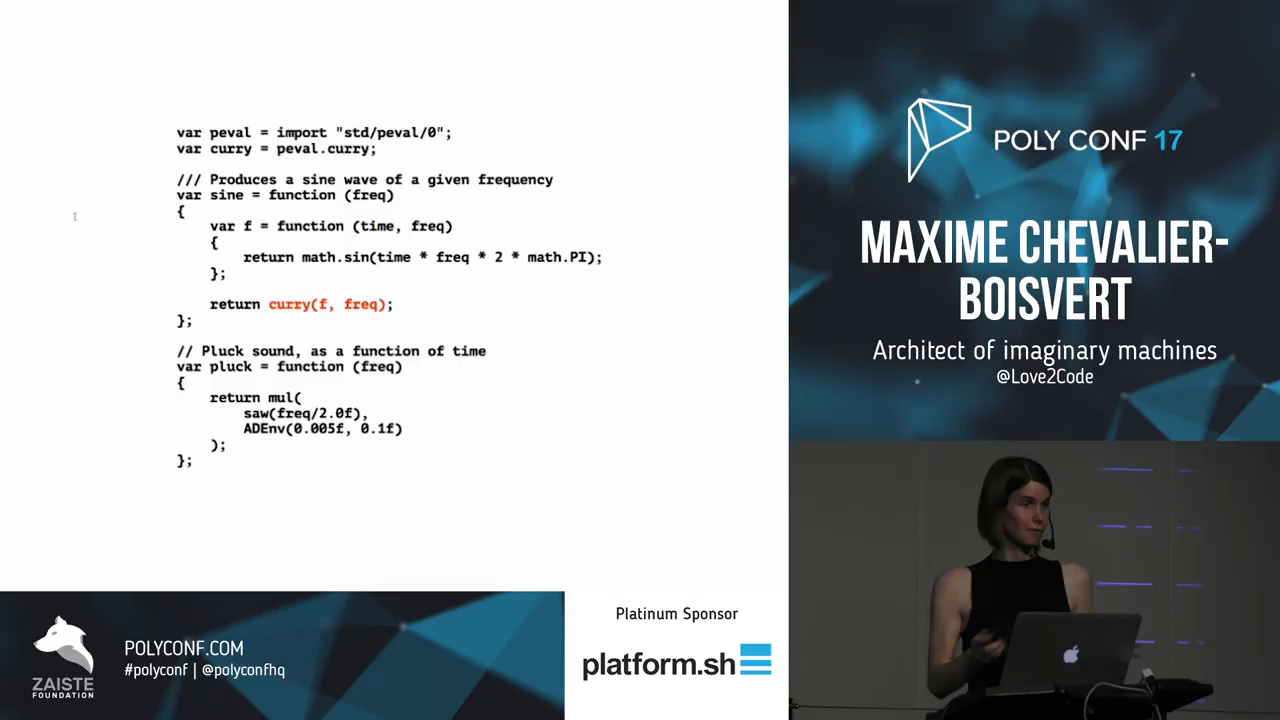 var peval = import "std/peval/0";
var curry = peval.curry;
/// Produces a sine wave of a given frequency
var sine = function (freq)
{
var f = function (time, freq)
{
return math.sin(time * freq * 2 * math.PI);
};
return curry(f, freq);
};
// Pluck sound, as a function of time
var pluck = function (freq)
{
return mul(
saw(freq/2.0f),
ADEnv(0.005f, 0.1f)
);
};
POLY CONF 17
MAXIME CHEVALIER-
BOISVERT
Architect of imaginary machines
@Love2Code
ZAISTE
FOUNDATION
POLYCONF.COM
#polyconf | @polyconfhq
Platinum Sponsor
platform.sh